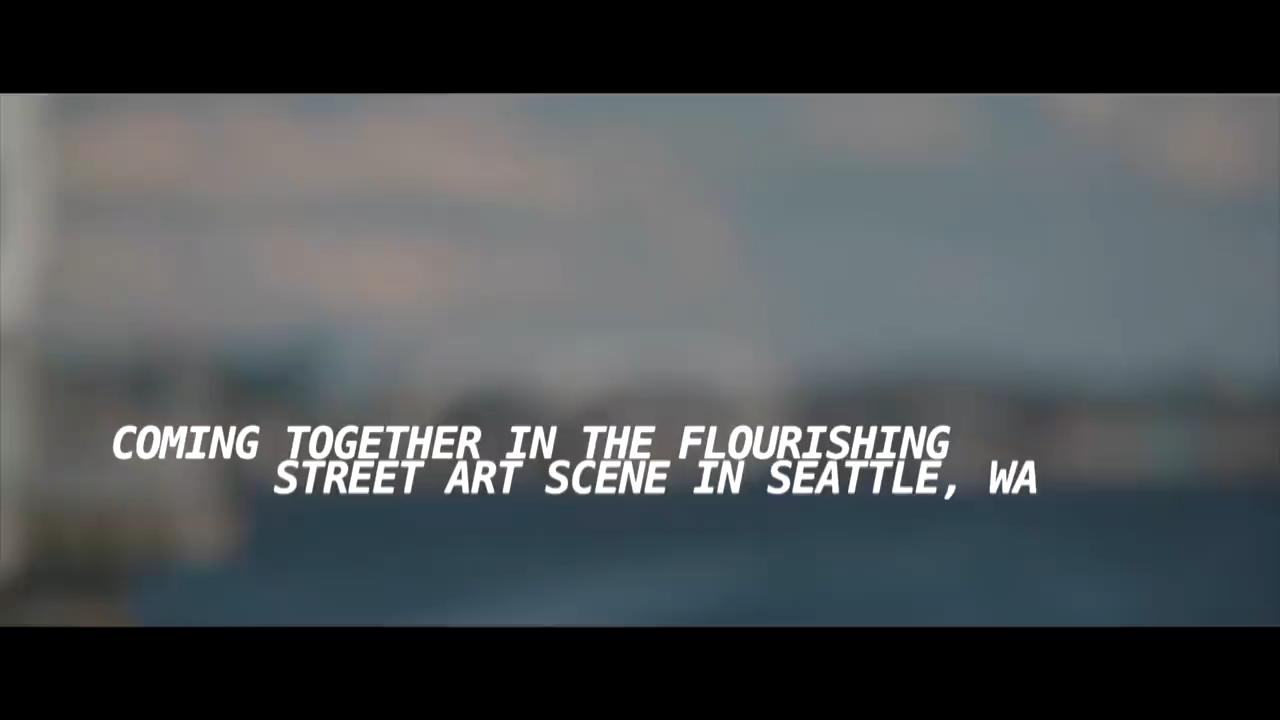 COMING TOGETHER IN THE FLOURISHING
STREET ART SCENE IN SEATTLE, WA